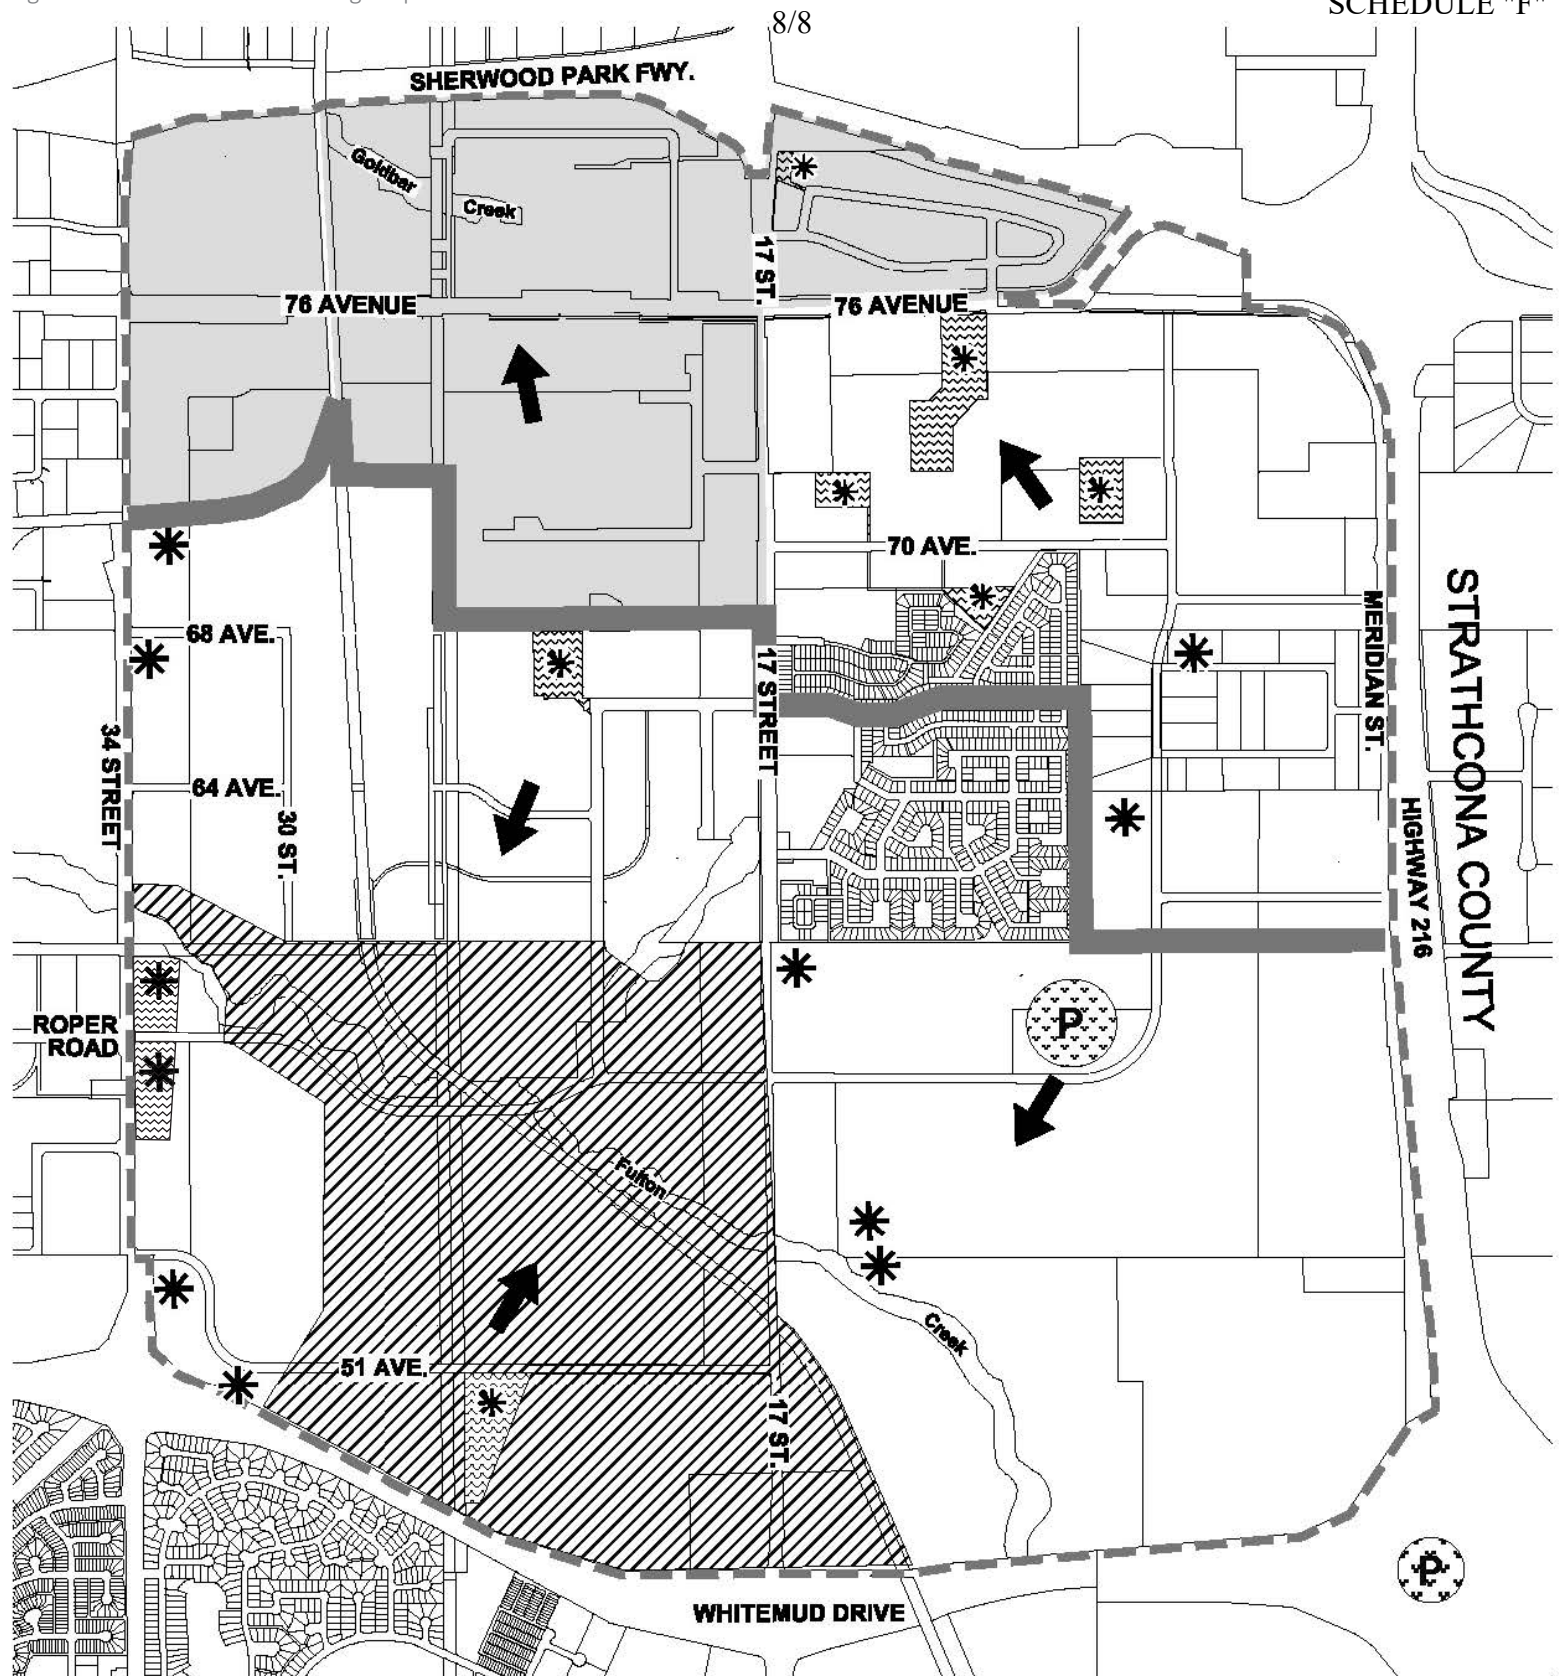 8/8
SCHEDULE "F"
SHERWOOD PARK FWY.
Goldbar
Creek
17 ST.
76 AVENUE
76 AVENUE
70 AVE.
68 AVE.
17 STREET
MERIDIAN ST.
STRATHCONA COUNTY
34 STREET
64 AVE.
30 ST.
HIGHWAY 216
ROPER
ROAD
P
Fulton
Creek
51 AVE.
17 ST.
P
WHITEMUD DRIVE